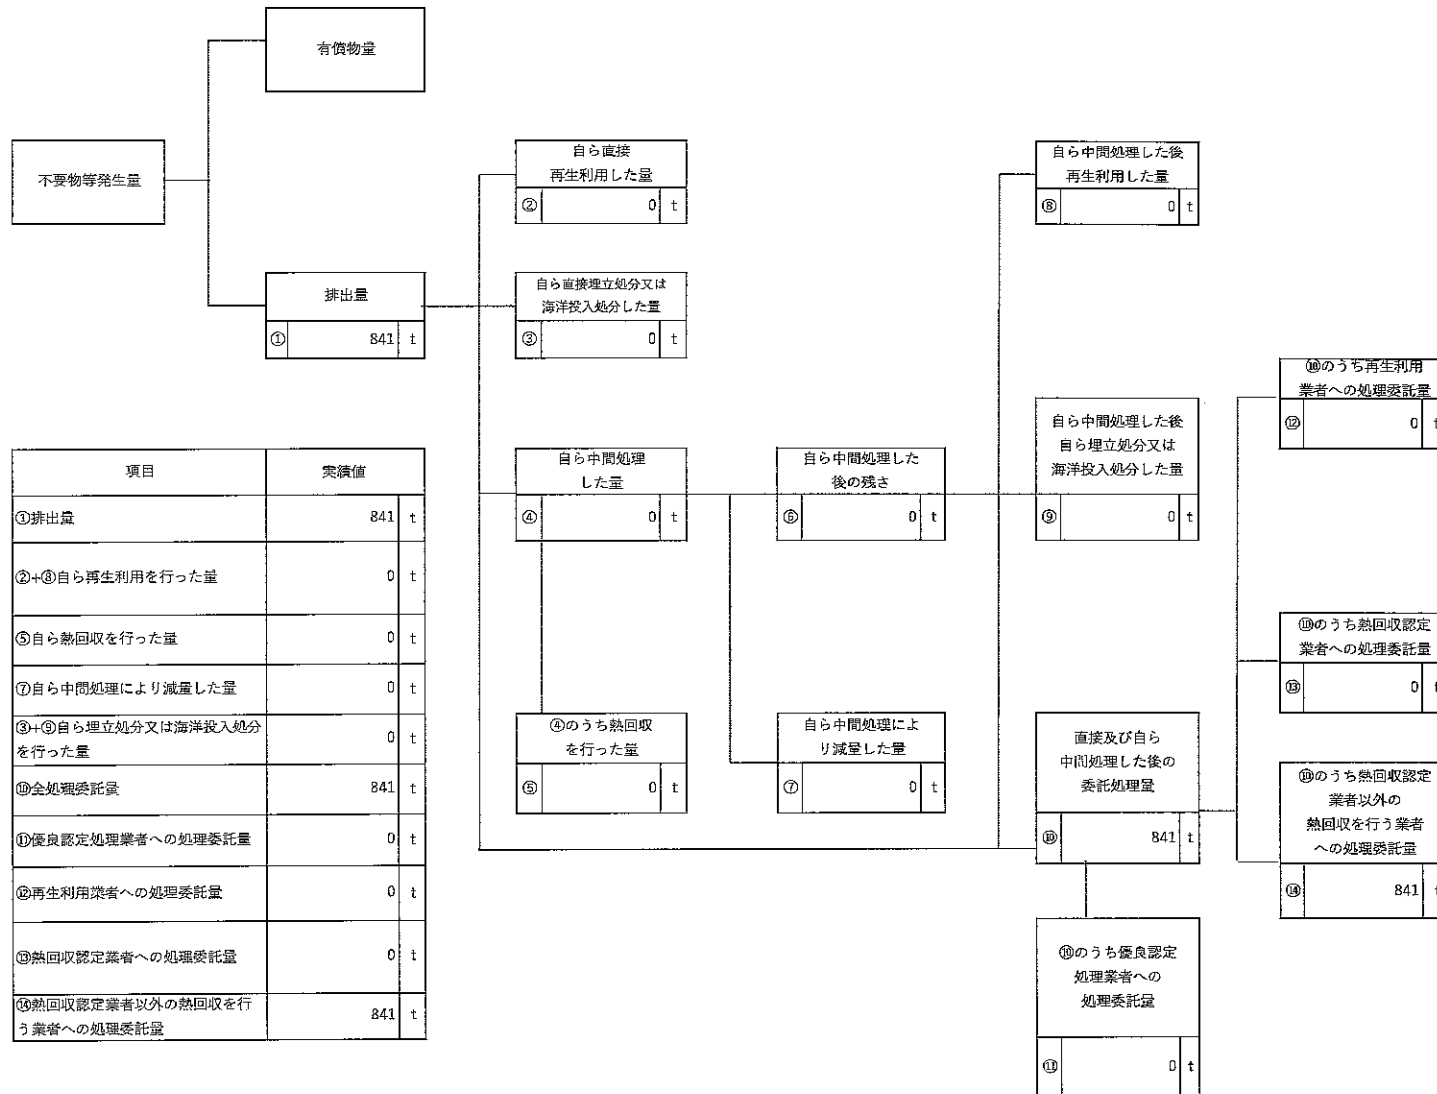 有償物量
不要物等発生量
排出量
① 841 t
自ら直接
再生利用した量
② 0 t
自ら直接埋立処分又は
海洋投入処分した量
③ 0 t
自ら中間処理
した量
④ 0 t
④のうち熱回収
を行った量
⑤ 0 t
自ら中間処理した
後の残さ
⑥ 0 t
自ら中間処理によ
り減量した量
⑦ 0 t
自ら中間処理した後
再生利用した量
⑧ 0 t
自ら中間処理した後
自ら埋立処分又は
海洋投入処分した量
⑨ 0 t
直接及び自ら
中間処理した後の
委託処理量
⑩ 841 t
⑩のうち優良認定
処理業者への
処理委託量
⑪ 0 t
⑩のうち再生利用
業者への処理委託量
⑫ 0 t
⑩のうち熱回収認定
業者への処理委託量
⑬ 0 t
⑩のうち熱回収認定
業者以外の
熱回収を行う業者
への処理委託量
⑭ 841 t
項目 実績値
①排出量 841 t
②+⑧自ら再生利用を行った量 0 t
⑤自ら熱回収を行った量 0 t
⑦自ら中間処理により減量した量 0 t
③+⑨自ら埋立処分又は海洋投入処分
を行った量 0 t
⑩全処理委託量 841 t
⑪優良認定処理業者への処理委託量 0 t
⑫再生利用業者への処理委託量 0 t
⑬熱回収認定業者への処理委託量 0 t
⑭熱回収認定業者以外の熱回収を行
う業者への処理委託量 841 t